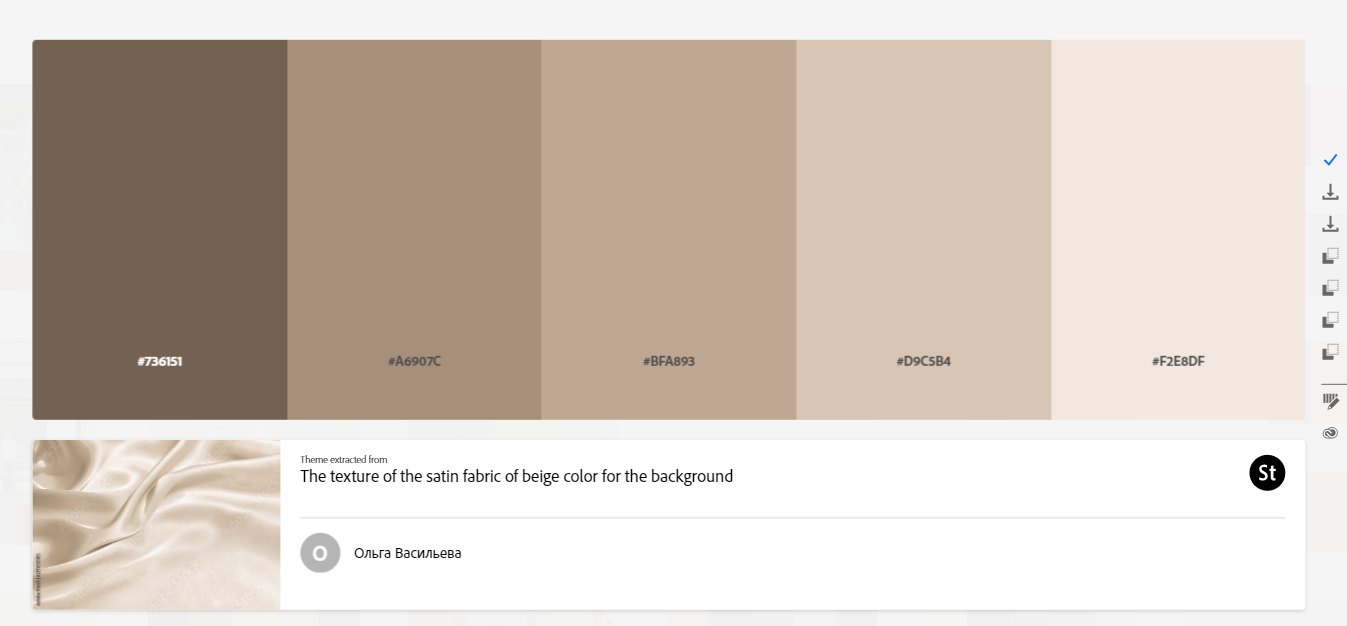 #736151
#A6907C
#BFA893
#D9C5B4
#F2E8DF
Theme extracted from
The texture of the satin fabric of beige color for the background
St
O
Ольга Васильева